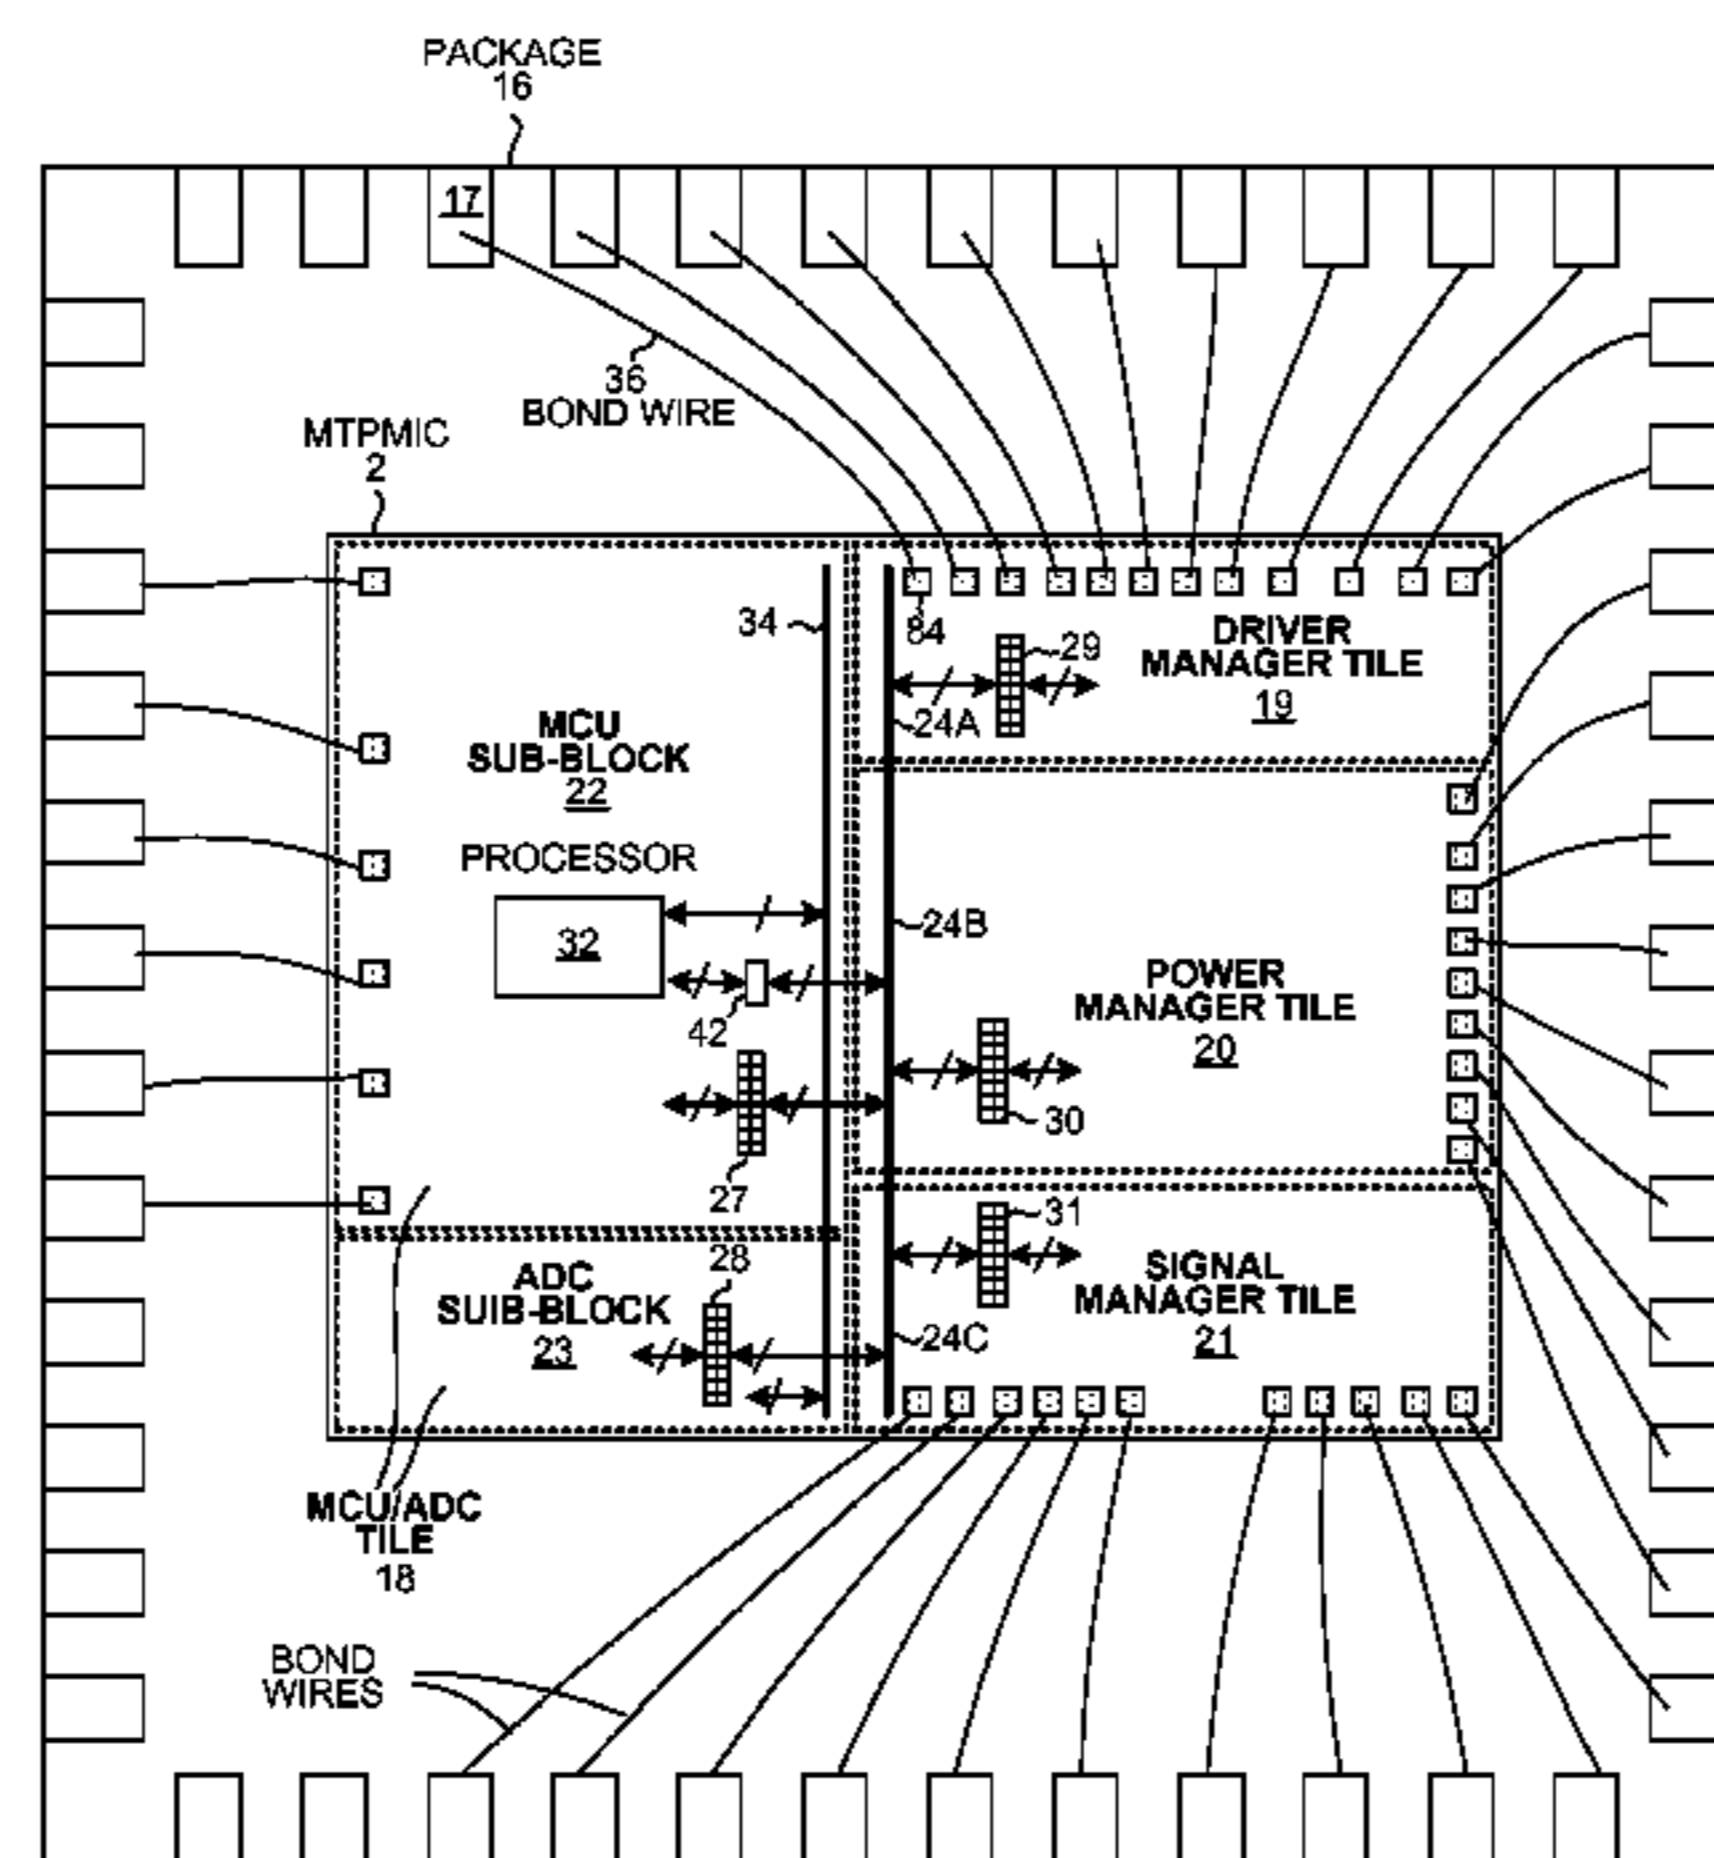 PACKAGE
16
17
36
BOND WIRE
MTPMIC
2
34
84
29
DRIVER
MANAGER TILE
19
24A
MCU
SUB-BLOCK
22
PROCESSOR
32
42
24B
POWER
MANAGER TILE
20
30
27
31
28
ADC
SUIB-BLOCK
23
SIGNAL
MANAGER TILE
21
24C
MCU/ADC
TILE
18
BOND
WIRES